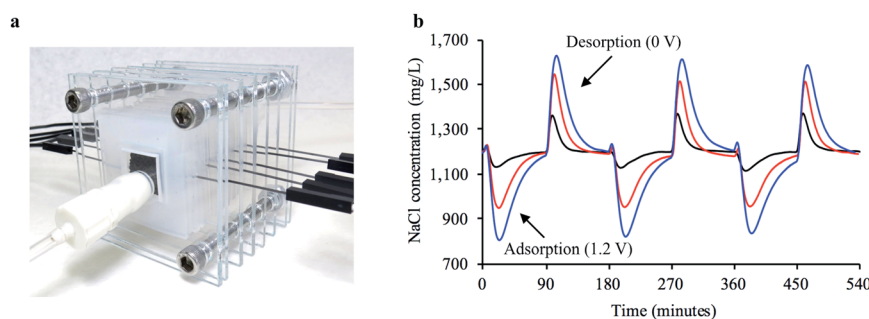 a
b
NaCl concentration (mg/L)
1,700
1,500
1,300
1,100
900
700
Desorption (0 V)
Adsorption (1.2 V)
0 90 180 270 360 450 540
Time (minutes)